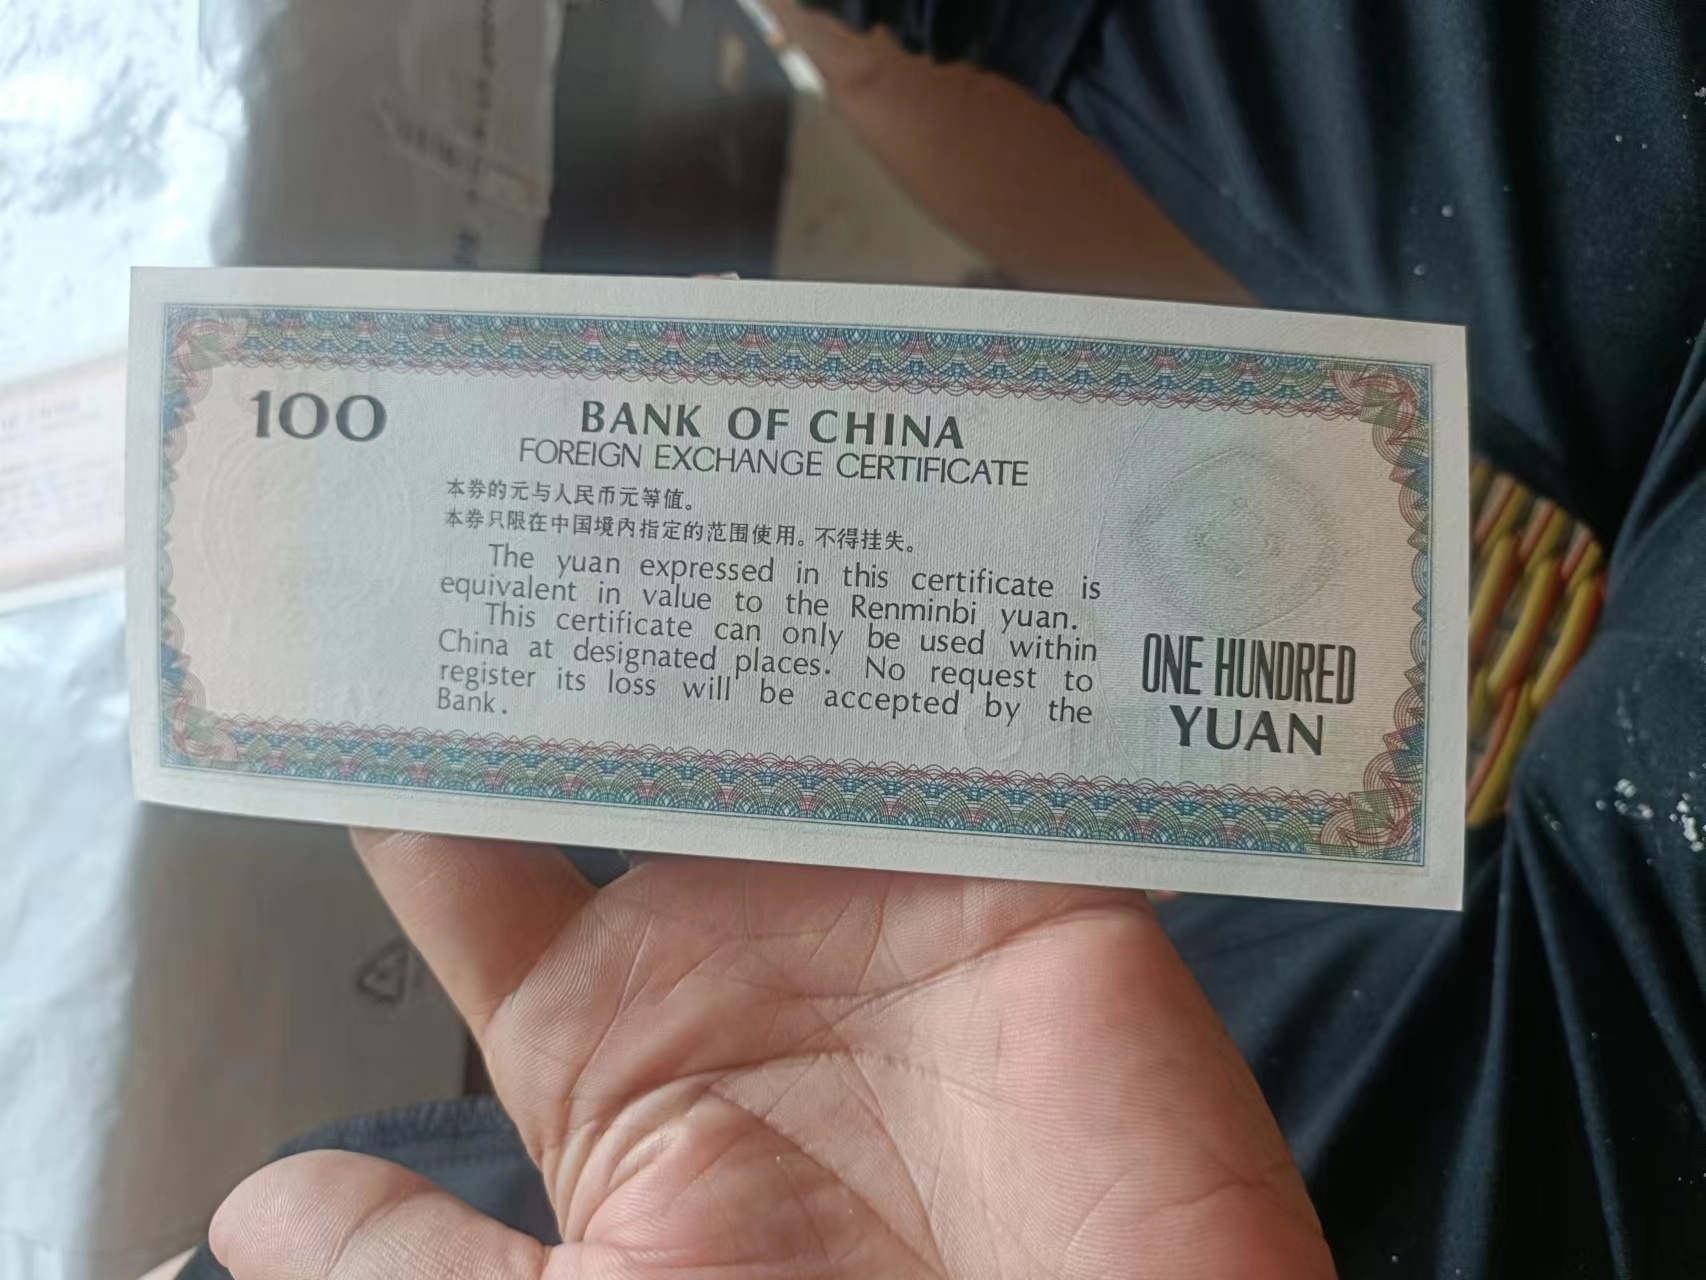 100
BANK OF CHINA
FOREIGN EXCHANGE CERTIFICATE
本券的元与人民币元等值。
本券只限在中国境内指定的范围使用。不得挂失。
The yuan expressed in this certificate is
equivalent in value to the Renminbi yuan.
This certificate can only be used within
China at designated places. No request to
register its loss will be accepted by the
Bank.
ONE HUNDRED
YUAN